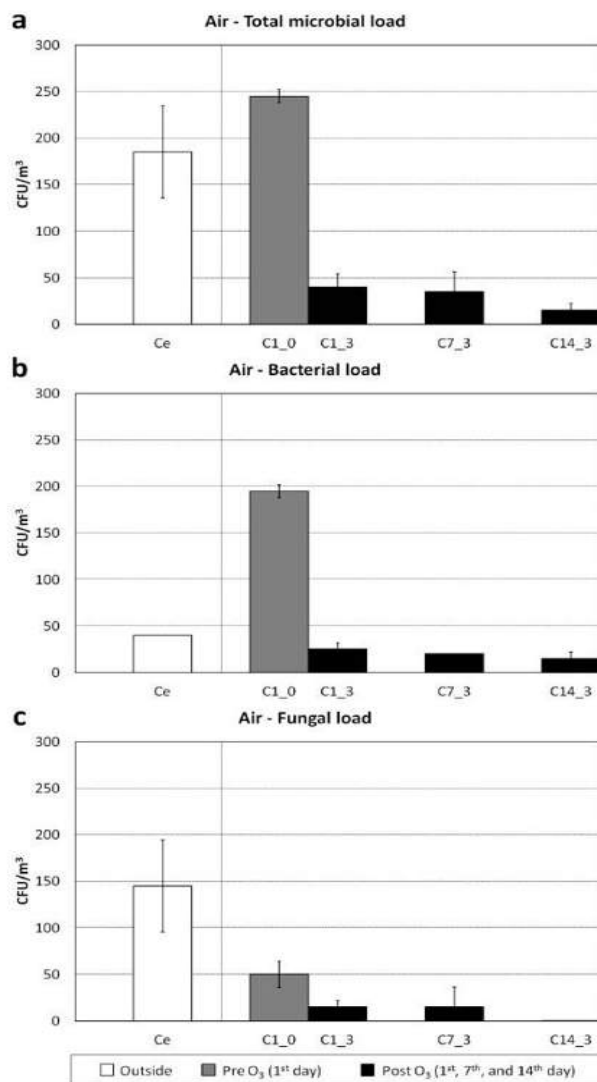 a
Air - Total microbial load
300
250
200
150
100
50
0
CFU/m³
Ce
C1_0
C1_3
C7_3
C14_3
b
Air - Bacterial load
300
250
200
150
100
50
0
CFU/m³
Ce
C1_0
C1_3
C7_3
C14_3
c
Air - Fungal load
300
250
200
150
100
50
0
CFU/m³
Ce
C1_0
C1_3
C7_3
C14_3
Outside
Pre O₃ (1ˢᵗ day)
Post O₃ (1ˢᵗ, 7ᵗʰ, and 14ᵗʰ day)